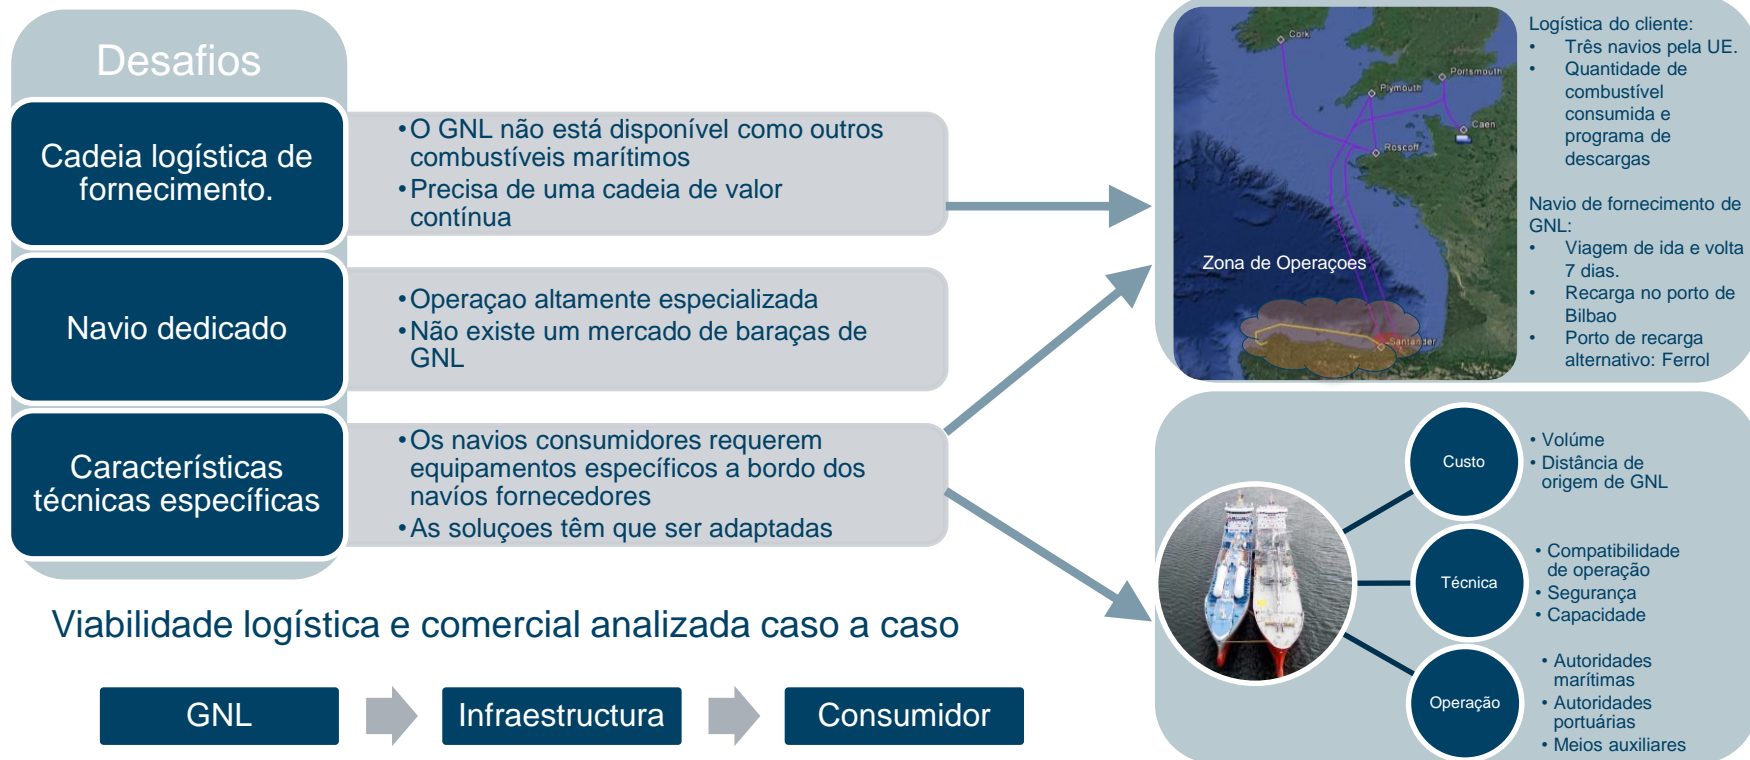 Desafios
Cadeia logística de
fornecimento.
•O GNL não está disponível como outros
combustíveis marítimos
•Precisa de uma cadeia de valor
contínua
Navio dedicado
•Operaçao altamente especializada
•Não existe um mercado de baraças de
GNL
Características
técnicas específicas
•Os navios consumidores requerem
equipamentos específicos a bordo dos
navíos fornecedores
•As soluçoes têm que ser adaptadas
Viabilidade logística e comercial analizada caso a caso
GNL
Infraestructura
Consumidor
Cork
Portsmouth
Plymouth
Caen
Roscoff
Zona de Operaçoes
Santander
Logística do cliente:
• Três navios pela UE.
• Quantidade de
combustível
consumida e
programa de
descargas
Navio de fornecimento de
GNL:
• Viagem de ida e volta
7 dias.
• Recarga no porto de
Bilbao
• Porto de recarga
alternativo: Ferrol
Custo
• Volúme
• Distância de
origem de GNL
Técnica
• Compatibilidade
de operação
• Segurança
• Capacidade
Operação
• Autoridades
marítimas
• Autoridades
portuárias
• Meios auxiliares